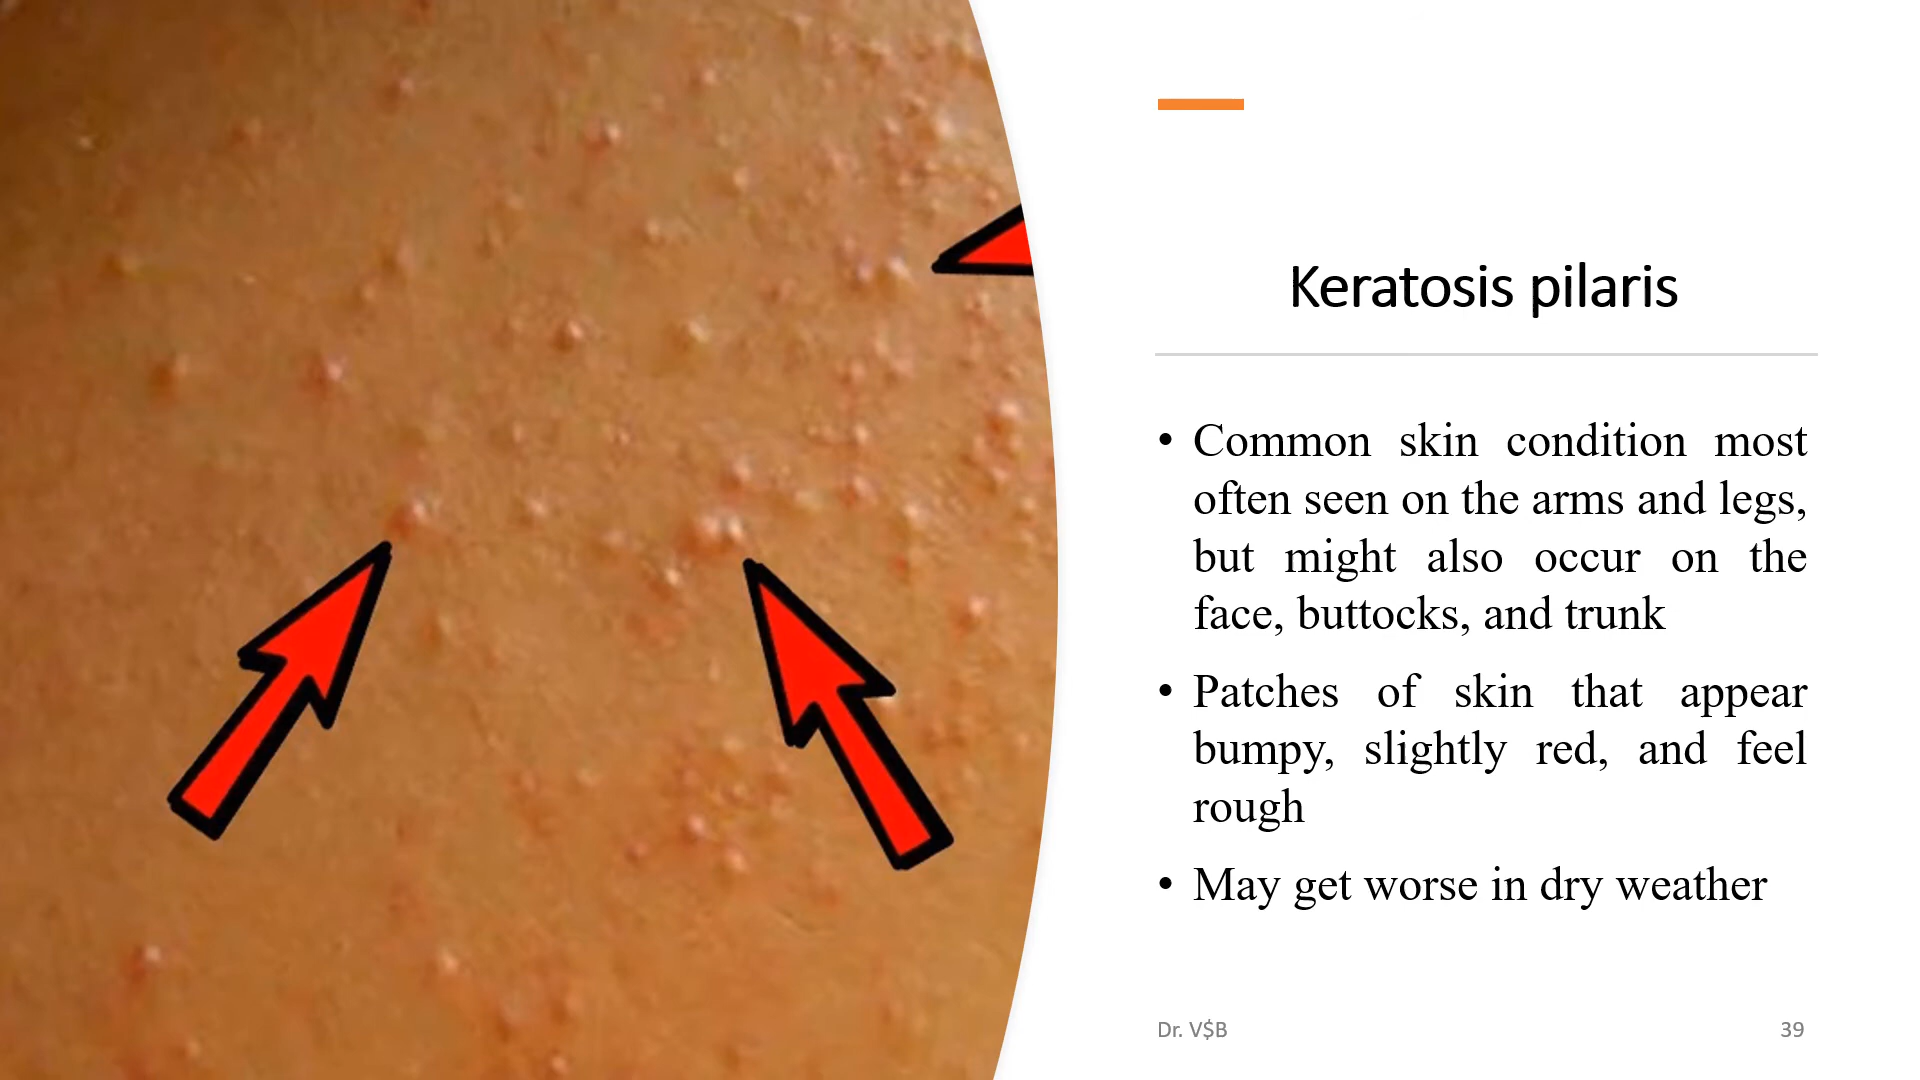 Keratosis pilaris
• Common skin condition most
often seen on the arms and legs,
but might also occur on the
face, buttocks, and trunk
• Patches of skin that appear
bumpy, slightly red, and feel
rough
• May get worse in dry weather
Dr. V$B
39